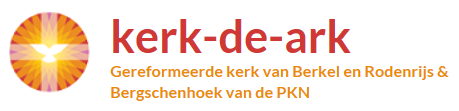 kerk-de-ark
Gereformeerde kerk van Berkel en Rodenrijs &
Bergschenhoek van de PKN